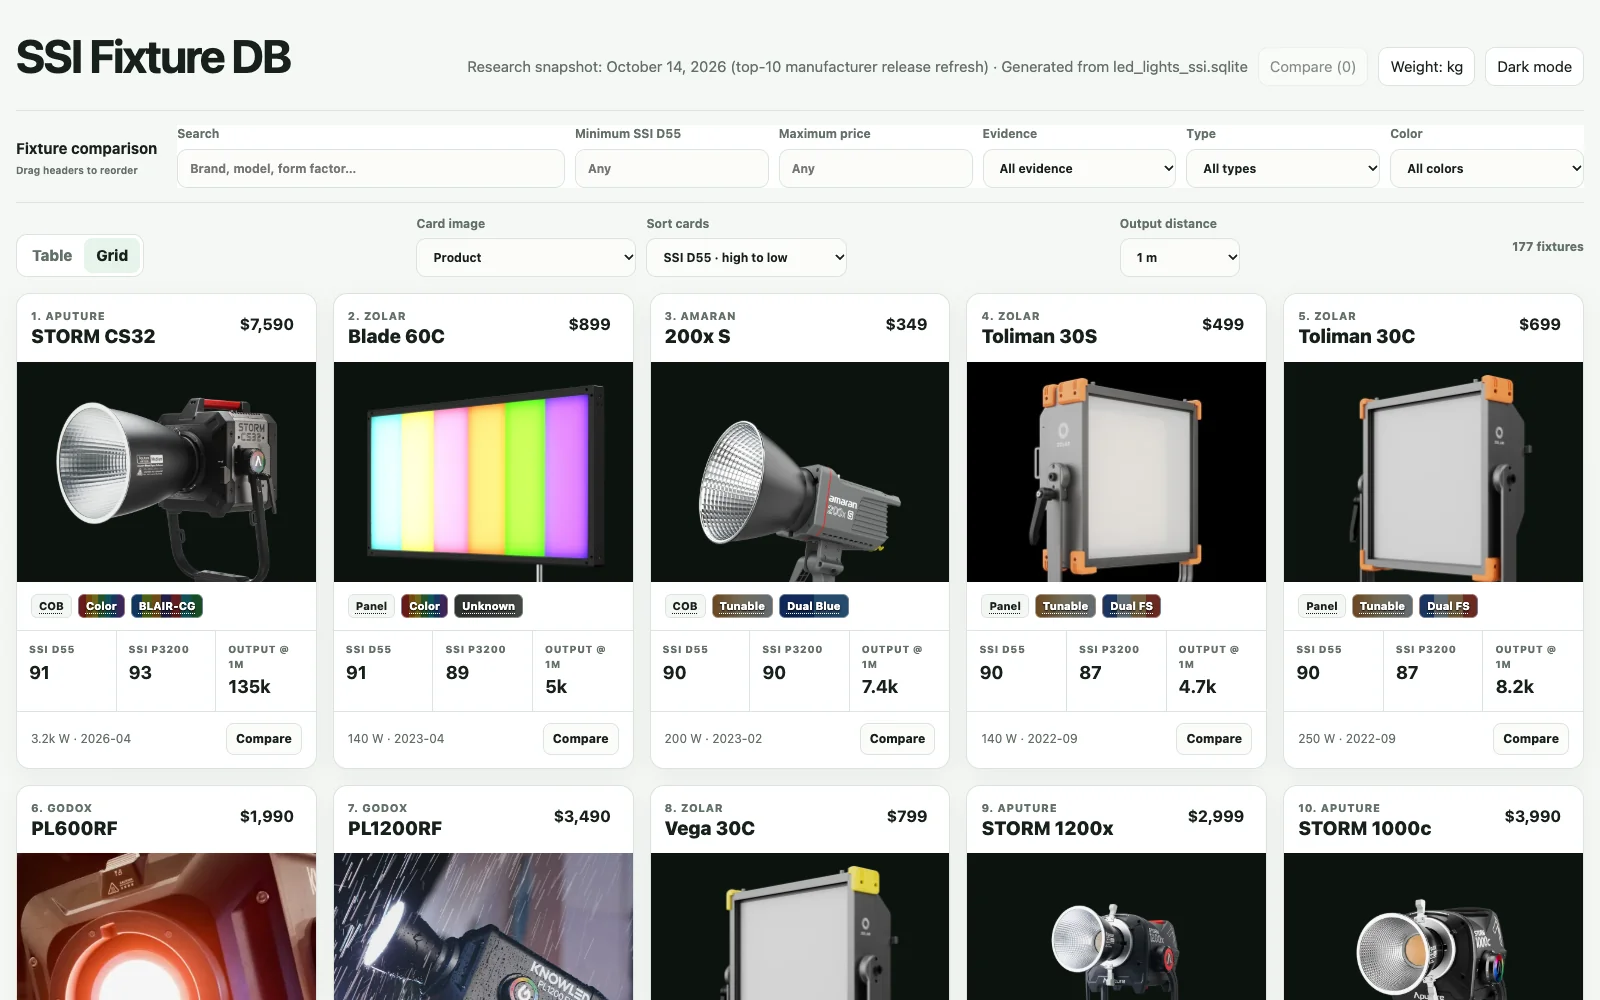 SSI Fixture DB
Research snapshot: October 14, 2026 (top-10 manufacturer release refresh) · Generated from led_lights_ssi.sqlite
Compare (0)
Weight: kg
Dark mode
Fixture comparison
Drag headers to reorder
Search
Brand, model, form factor...
Minimum SSI D55
Any
Maximum price
Any
Evidence
All evidence
Type
All types
Color
All colors
Table
Grid
Card image
Product
Sort cards
SSI D55 · high to low
Output distance
1 m
177 fixtures
1. APUTURE
STORM CS32
$7,590
STORM
CS32
COB
Color
BLAIR-CG
SSI D55
91
SSI P3200
93
OUTPUT @
1M
135k
3.2k W · 2026-04
Compare
2. ZOLAR
Blade 60C
$899
Panel
Color
Unknown
SSI D55
91
SSI P3200
89
OUTPUT @
1M
5k
140 W · 2023-04
Compare
3. AMARAN
200x S
$349
amaran
200x S
COB
Tunable
Dual Blue
SSI D55
90
SSI P3200
90
OUTPUT @
1M
7.4k
200 W · 2023-02
Compare
4. ZOLAR
Toliman 30S
$499
Panel
Tunable
Dual FS
SSI D55
90
SSI P3200
87
OUTPUT @
1M
4.7k
140 W · 2022-09
Compare
5. ZOLAR
Toliman 30C
$699
Panel
Tunable
Dual FS
SSI D55
90
SSI P3200
87
OUTPUT @
1M
8.2k
250 W · 2022-09
Compare
6. GODOX
PL600RF
$1,990
7. GODOX
PL1200RF
$3,490
KNOWLED
8. ZOLAR
Vega 30C
$799
9. APUTURE
STORM 1200x
$2,999
10. APUTURE
STORM 1000c
$3,990
Aputure